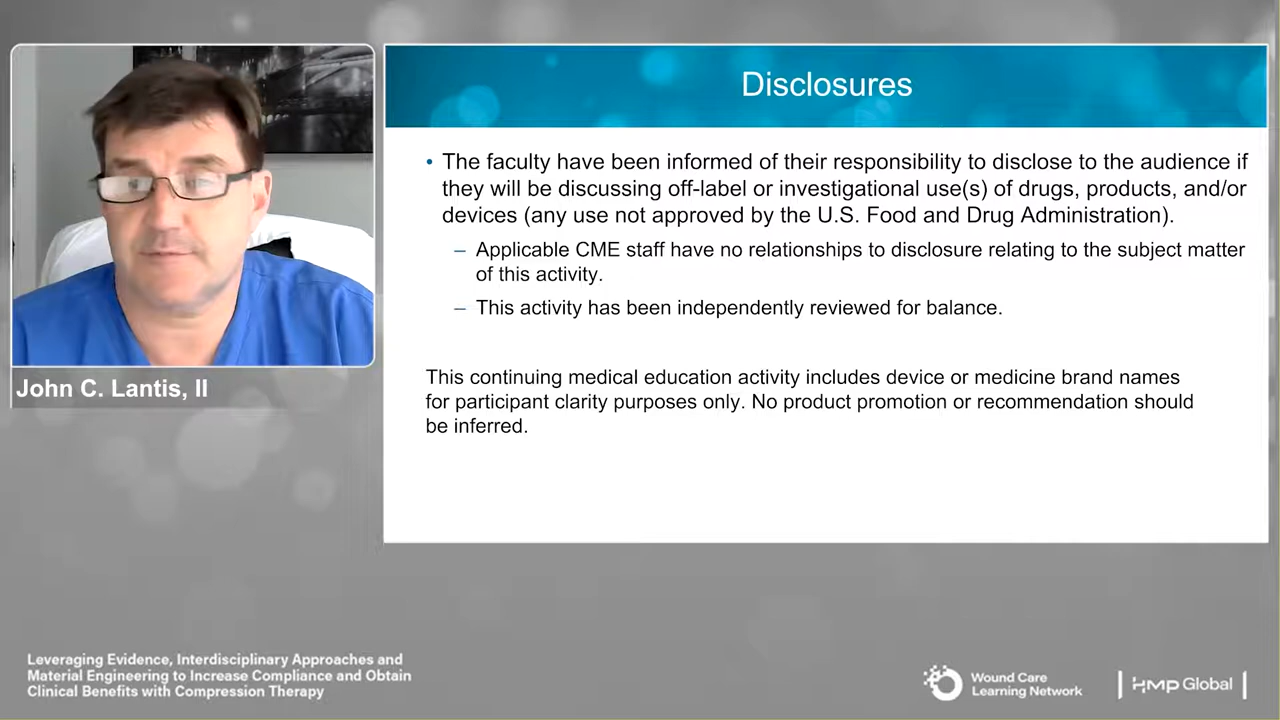 Disclosures
• The faculty have been informed of their responsibility to disclose to the audience if
they will be discussing off-label or investigational use(s) of drugs, products, and/or
devices (any use not approved by the U.S. Food and Drug Administration).
– Applicable CME staff have no relationships to disclosure relating to the subject matter
of this activity.
– This activity has been independently reviewed for balance.
This continuing medical education activity includes device or medicine brand names
for participant clarity purposes only. No product promotion or recommendation should
be inferred.
John C. Lantis, II
Leveraging Evidence, Interdisciplinary Approaches and
Material Engineering to Increase Compliance and Obtain
Clinical Benefits with Compression Therapy
Wound Care
Learning Network
HMP Global